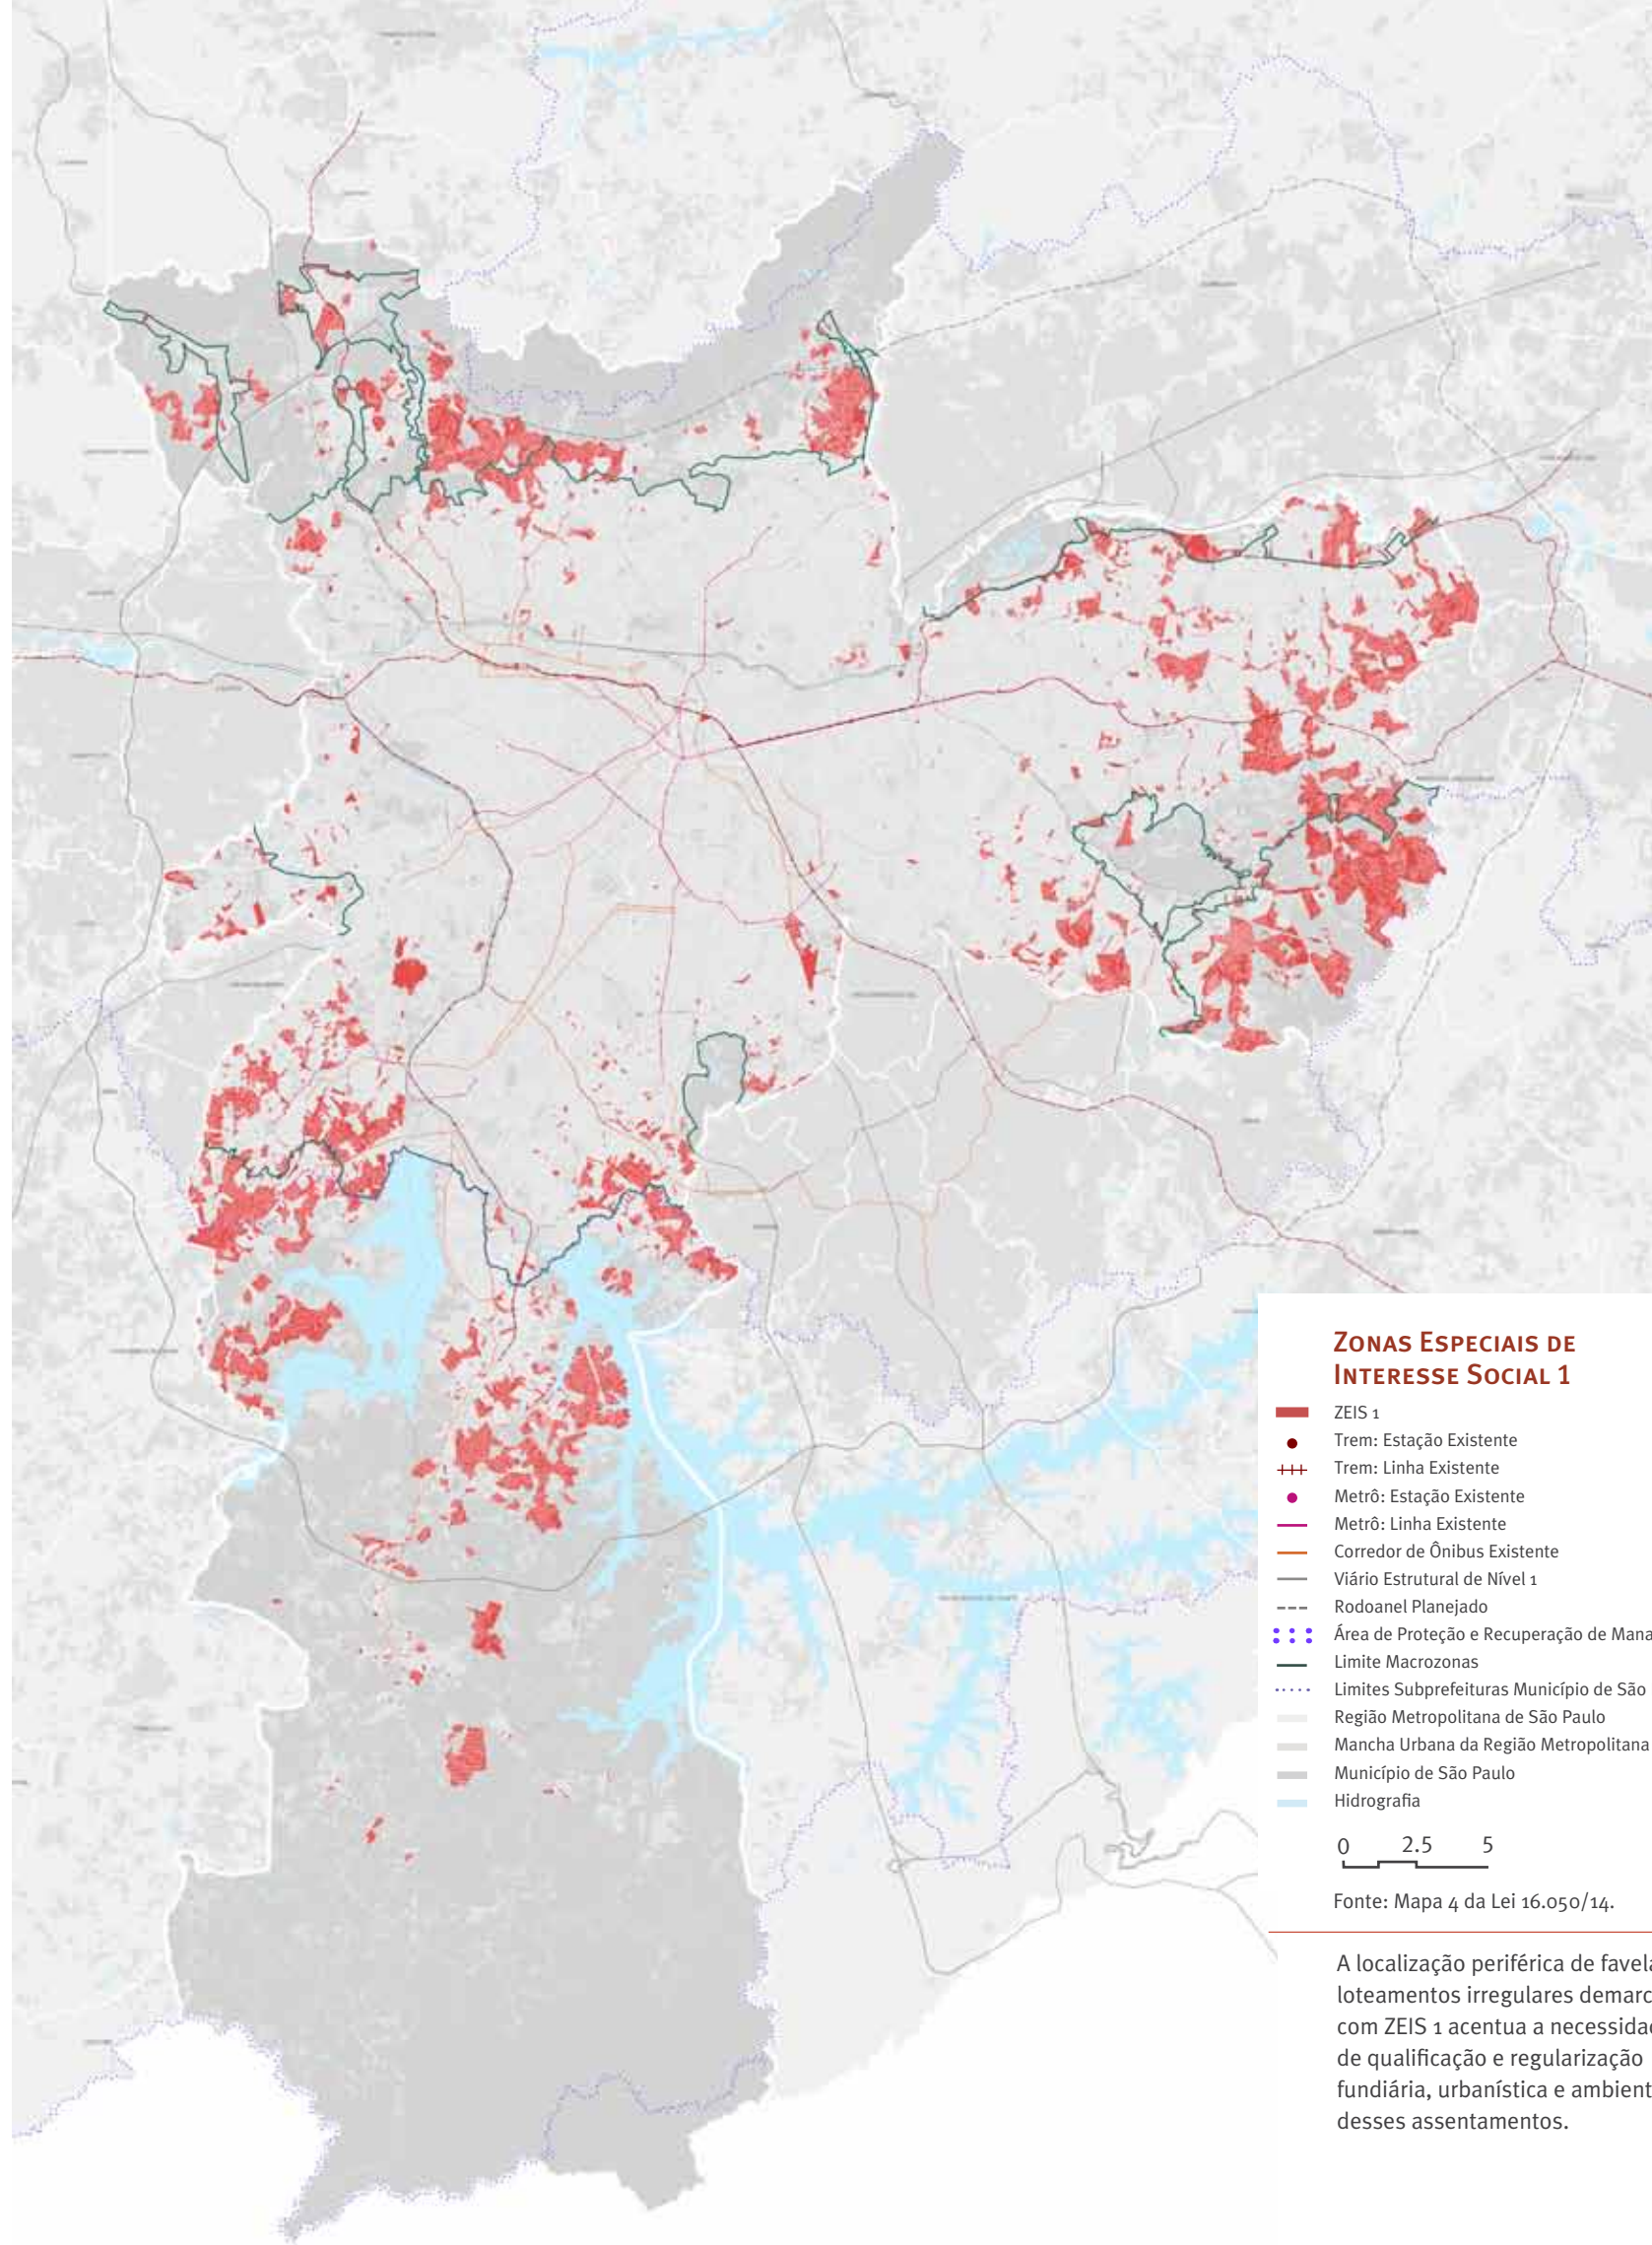 ZONAS ESPECIAIS DE
INTERESSE SOCIAL 1
ZEIS 1
Trem: Estação Existente
Trem: Linha Existente
Metrô: Estação Existente
Metrô: Linha Existente
Corredor de Ônibus Existente
Viário Estrutural de Nível 1
Rodoanel Planejado
Área de Proteção e Recuperação de Mana
Limite Macrozonas
Limites Subprefeituras Município de São
Região Metropolitana de São Paulo
Mancha Urbana da Região Metropolitana
Município de São Paulo
Hidrografia
0 2.5 5
Fonte: Mapa 4 da Lei 16.050/14.
A localização periférica de favela
loteamentos irregulares demarc
com ZEIS 1 acentua a necessidad
de qualificação e regularização
fundiária, urbanística e ambient
desses assentamentos.